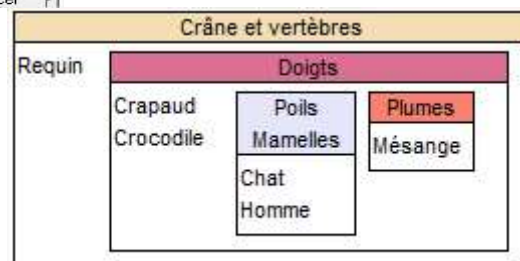 Crâne et vertèbres
Requin
Doigts
Crapaud
Crocodile
Poils
Mamelles
Chat
Homme
Plumes
Mésange